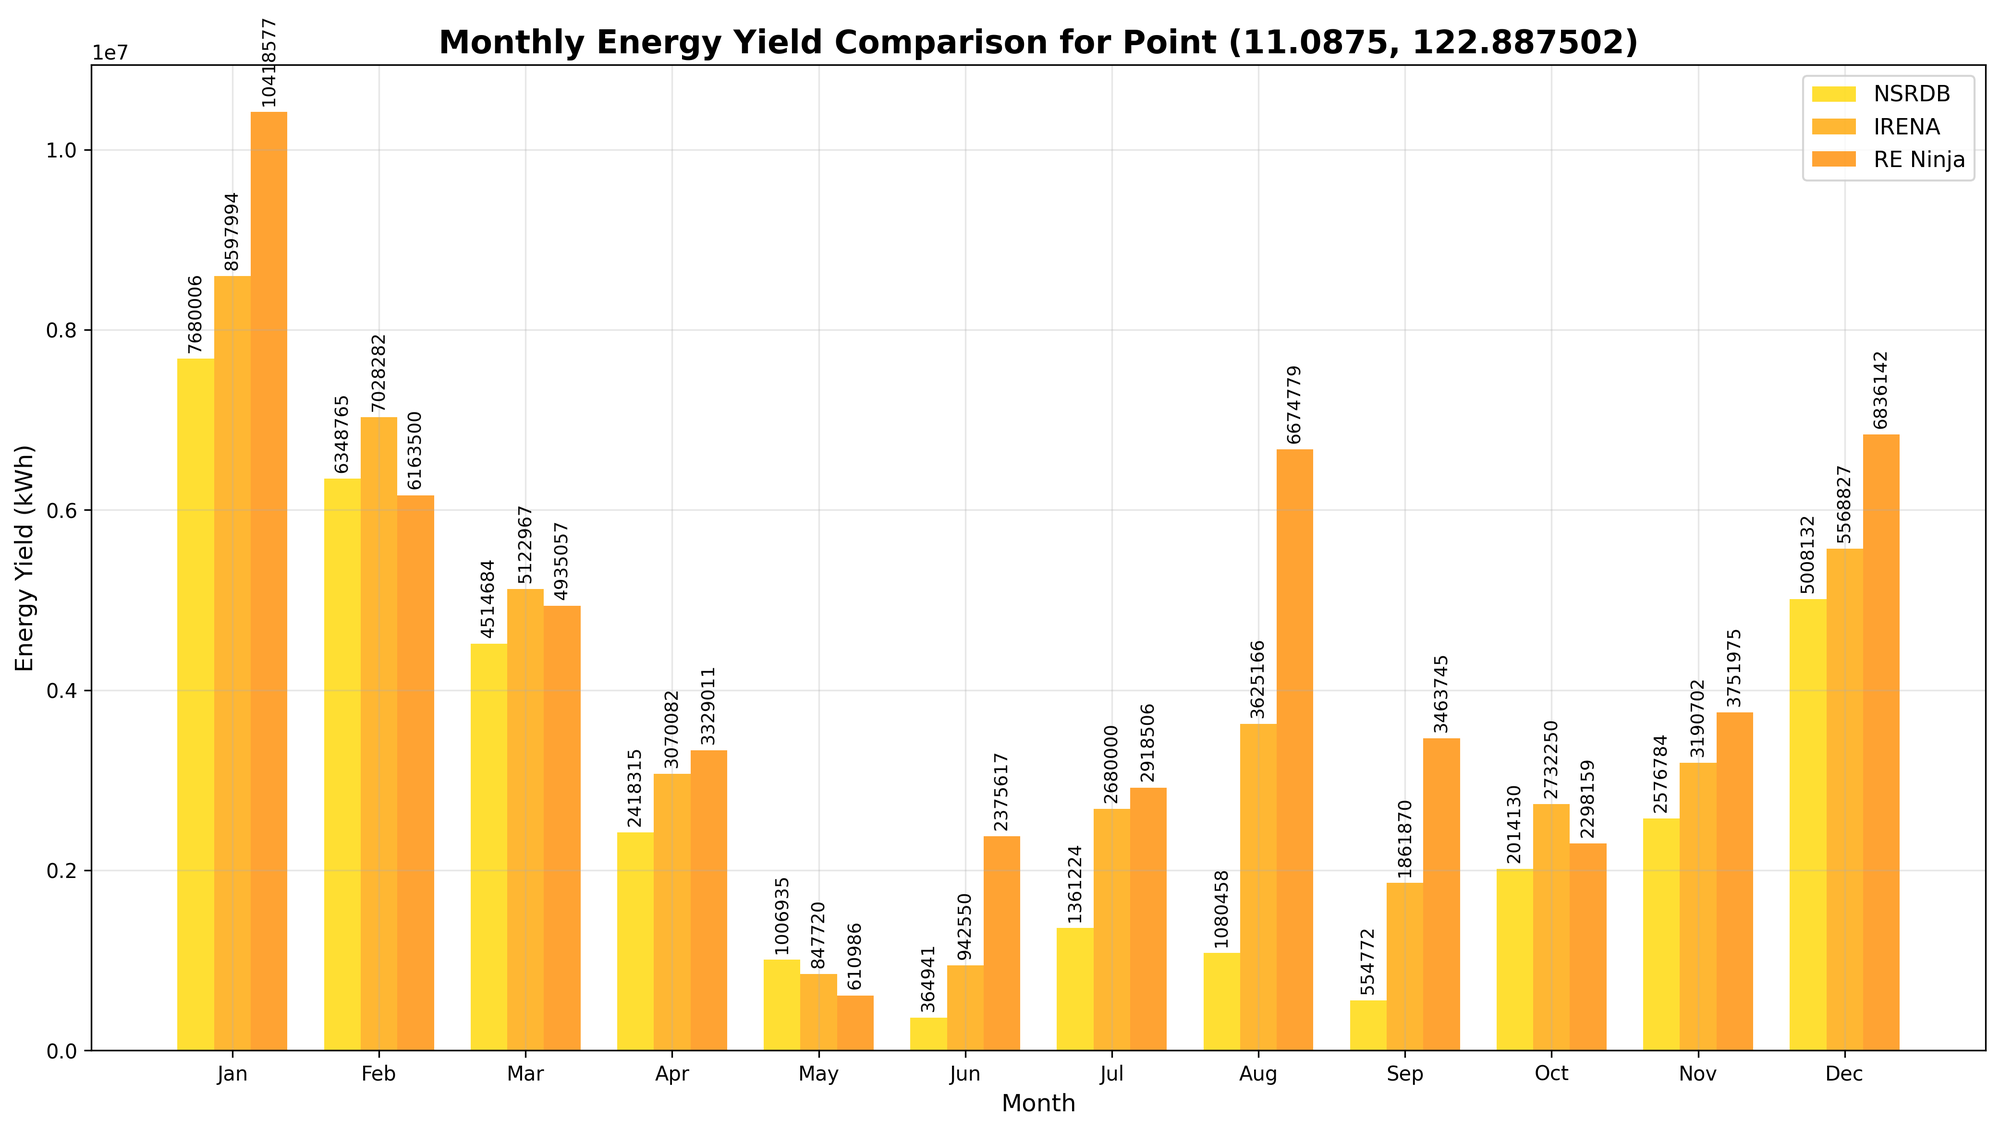 Monthly Energy Yield Comparison for Point (11.0875, 122.887502)
1e7
NSRDB
IRENA
RE Ninja
Energy Yield (kWh)
1.0
0.8
0.6
0.4
0.2
0.0
7680006
8597994
10418577
6348765
7028282
6163500
4514684
5122967
4935057
2418315
3070082
3329011
1006935
847720
610986
364941
942550
2375617
1361224
2680000
2918506
1080458
3625166
6674779
554772
1861870
3463745
2014130
2732250
2298159
2576784
3190702
3751975
5008132
5568827
6836142
Jan
Feb
Mar
Apr
May
Jun
Jul
Aug
Sep
Oct
Nov
Dec
Month